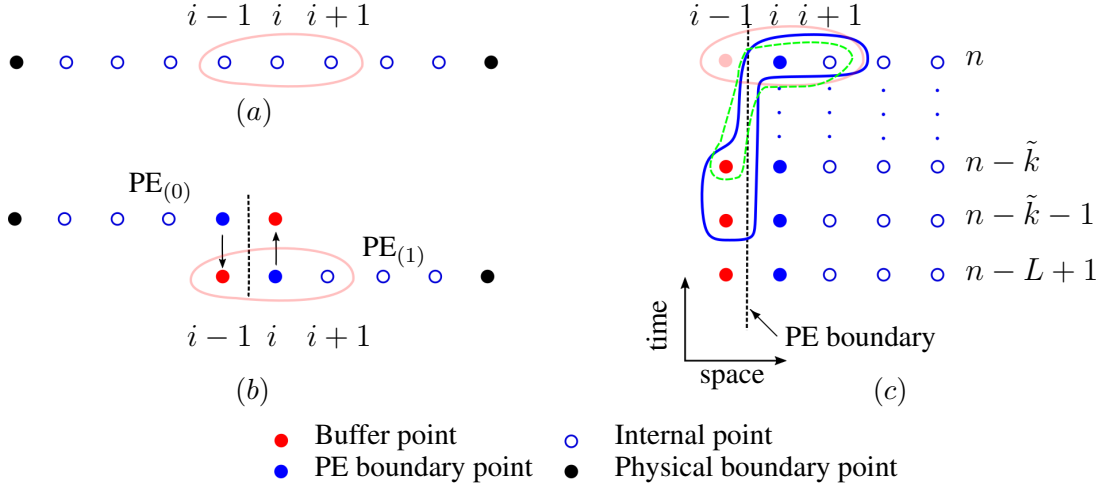 i − 1 i i + 1
(a)
PE(0)
PE(1)
i − 1 i i + 1
(b)
i − 1 i i + 1
n
n − k̃
n − k̃ − 1
n − L + 1
time
space
PE boundary
(c)
Buffer point
Internal point
PE boundary point
Physical boundary point